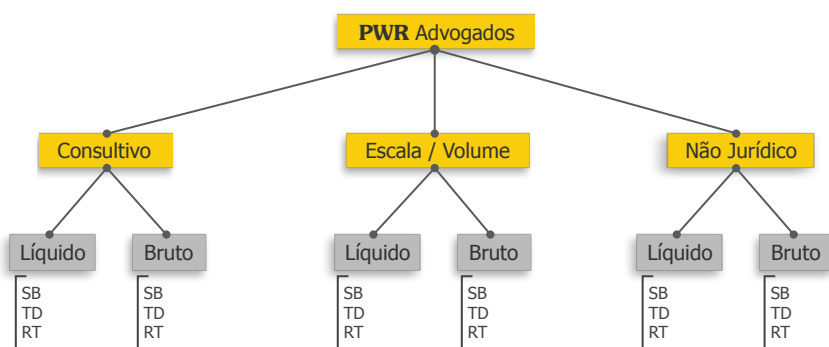 PWR Advogados
Consultivo
Escala / Volume
Não Jurídico
Líquido
Bruto
Líquido
Bruto
Líquido
Bruto
SB
TD
RT
SB
TD
RT
SB
TD
RT
SB
TD
RT
SB
TD
RT
SB
TD
RT